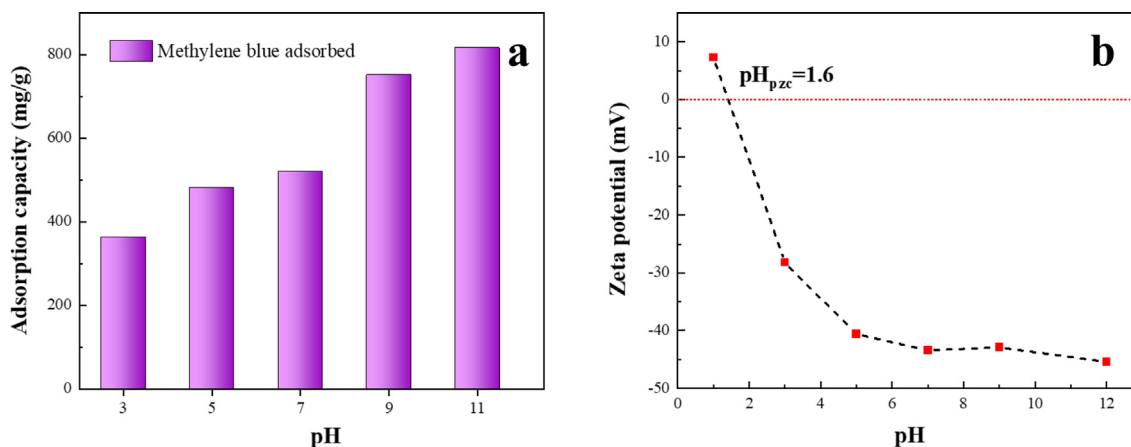 a
Methylene blue adsorbed
Adsorption capacity (mg/g)
800
600
400
200
0
3 5 7 9 11
pH
b
pHpzc=1.6
Zeta potential (mV)
10
0
-10
-20
-30
-40
-50
0 2 4 6 8 10 12
pH